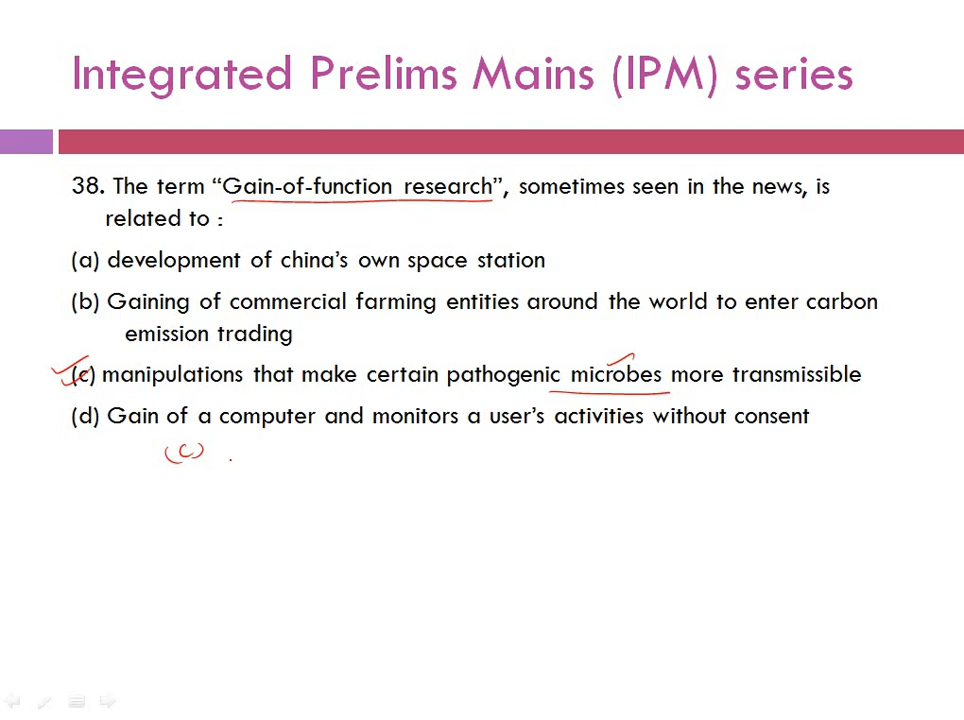 Integrated Prelims Mains (IPM) series
38. The term “Gain-of-function research”, sometimes seen in the news, is
related to :
(a) development of china’s own space station
(b) Gaining of commercial farming entities around the world to enter carbon
emission trading
(c) manipulations that make certain pathogenic microbes more transmissible
(d) Gain of a computer and monitors a user’s activities without consent
(c)